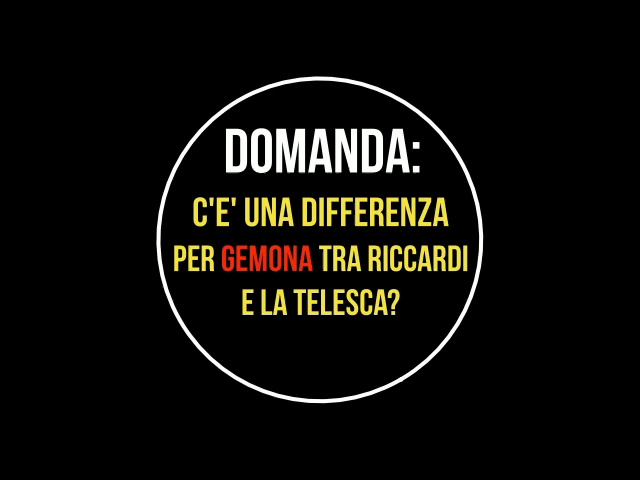 DOMANDA:
C'E' UNA DIFFERENZA
PER GEMONA TRA RICCARDI
E LA TELESCA?